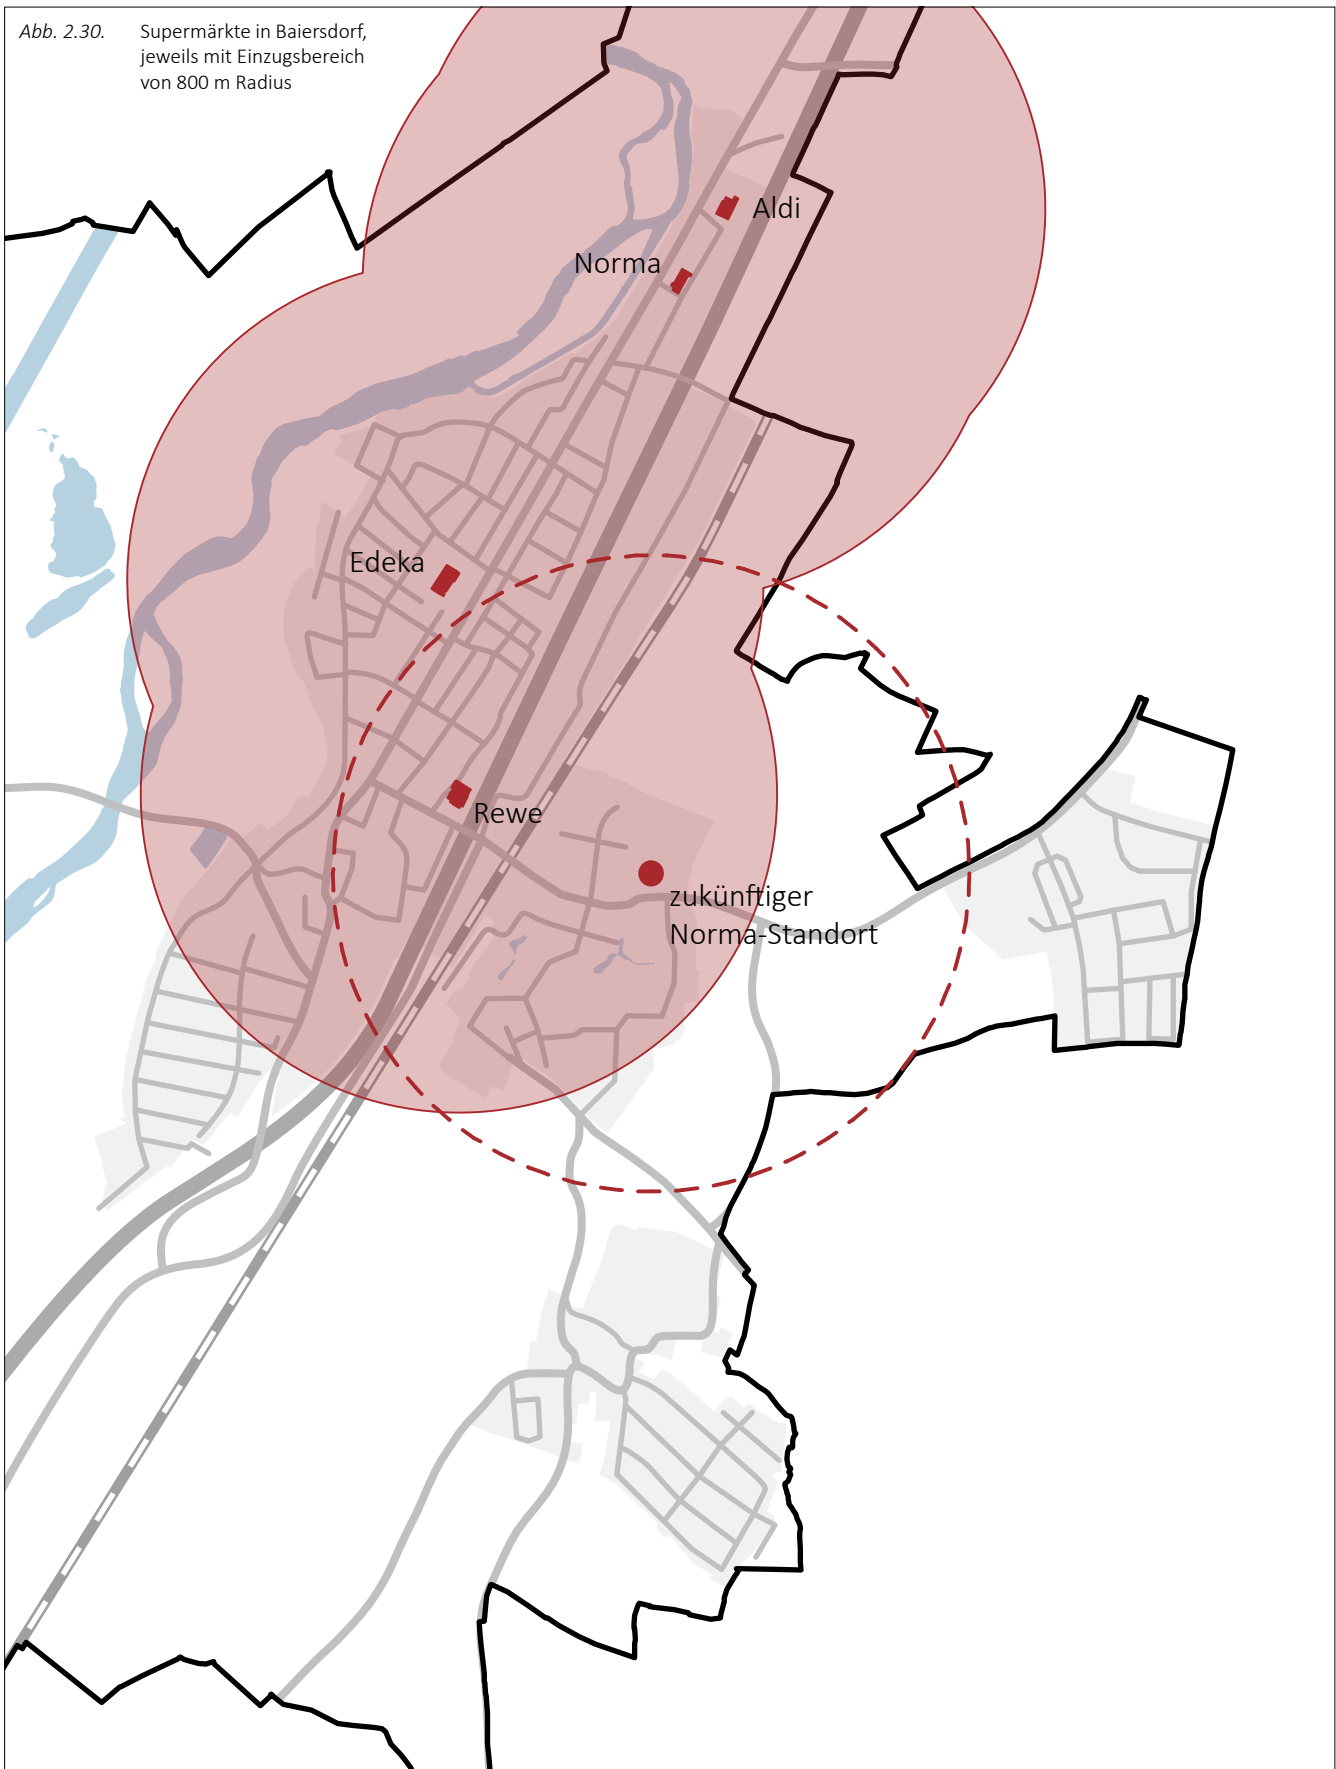 Abb. 2.30. Supermärkte in Baiersdorf,
jeweils mit Einzugsbereich
von 800 m Radius
Aldi
Norma
Edeka
Rewe
zukünftiger
Norma-Standort